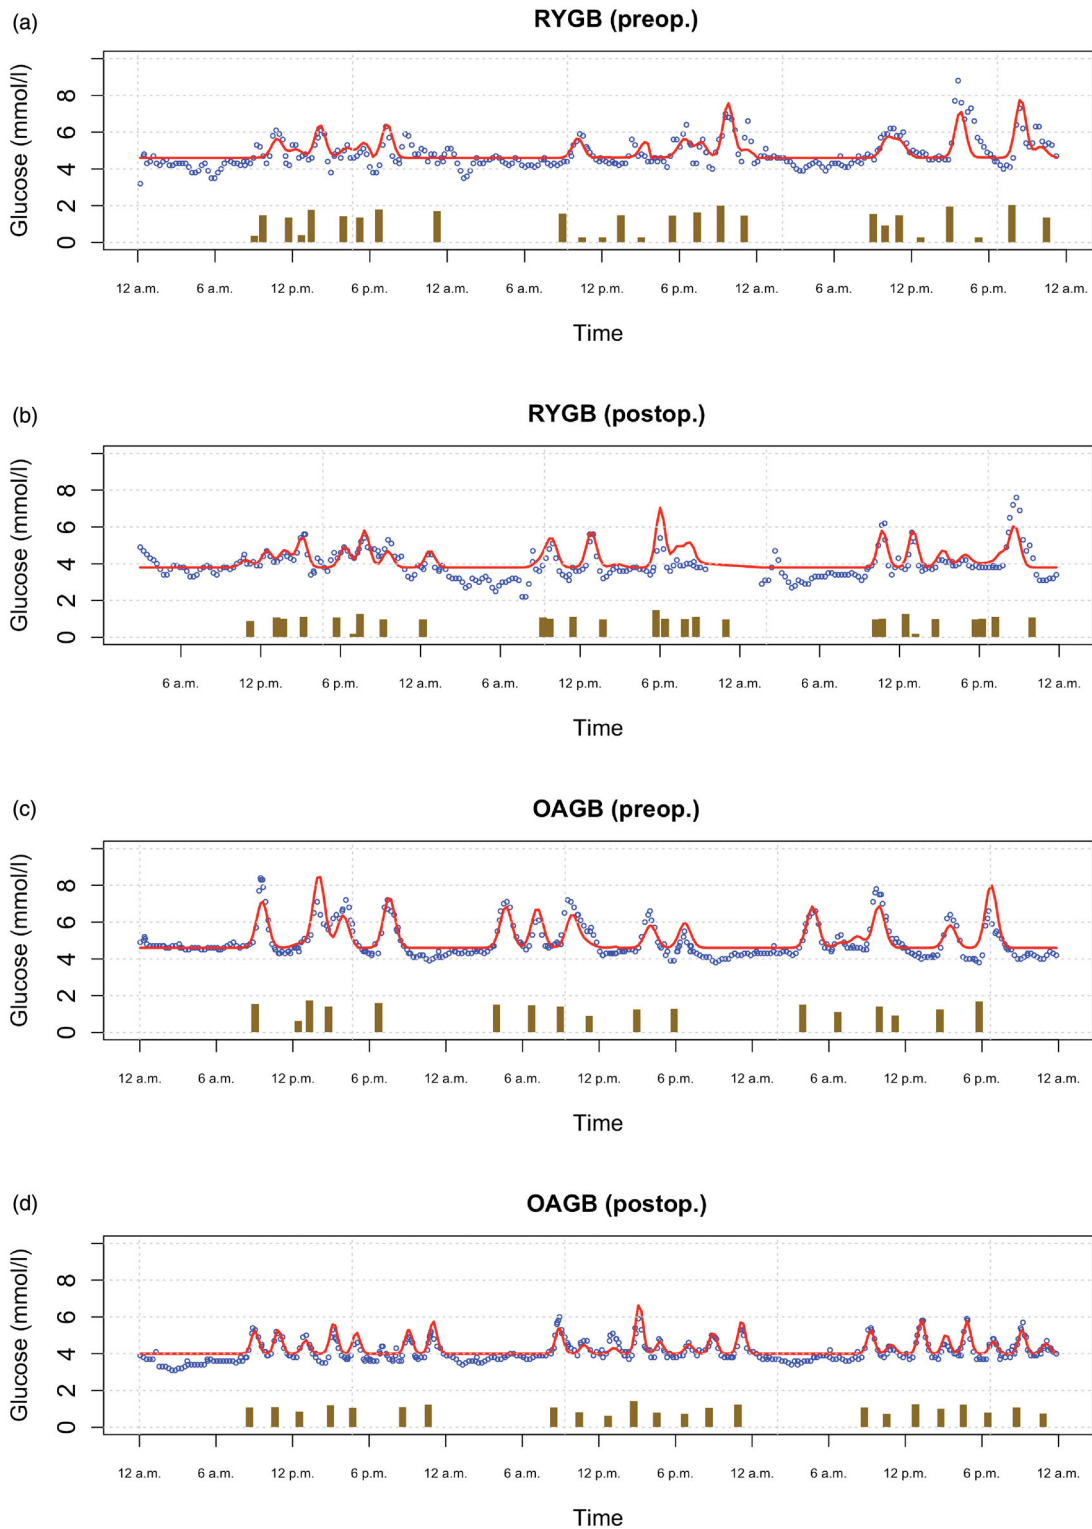 (a)
RYGB (preop.)
Glucose (mmol/l)
8
6
4
2
0
12 a.m. 6 a.m. 12 p.m. 6 p.m. 12 a.m. 6 a.m. 12 p.m. 6 p.m. 12 a.m. 6 a.m. 12 p.m. 6 p.m. 12 a.m.
Time
(b)
RYGB (postop.)
Glucose (mmol/l)
8
6
4
2
0
6 a.m. 12 p.m. 6 p.m. 12 a.m. 6 a.m. 12 p.m. 6 p.m. 12 a.m. 6 a.m. 12 p.m. 6 p.m. 12 a.m.
Time
(c)
OAGB (preop.)
Glucose (mmol/l)
8
6
4
2
0
12 a.m. 6 a.m. 12 p.m. 6 p.m. 12 a.m. 6 a.m. 12 p.m. 6 p.m. 12 a.m. 6 a.m. 12 p.m. 6 p.m. 12 a.m.
Time
(d)
OAGB (postop.)
Glucose (mmol/l)
8
6
4
2
0
12 a.m. 6 a.m. 12 p.m. 6 p.m. 12 a.m. 6 a.m. 12 p.m. 6 p.m. 12 a.m. 6 a.m. 12 p.m. 6 p.m. 12 a.m.
Time